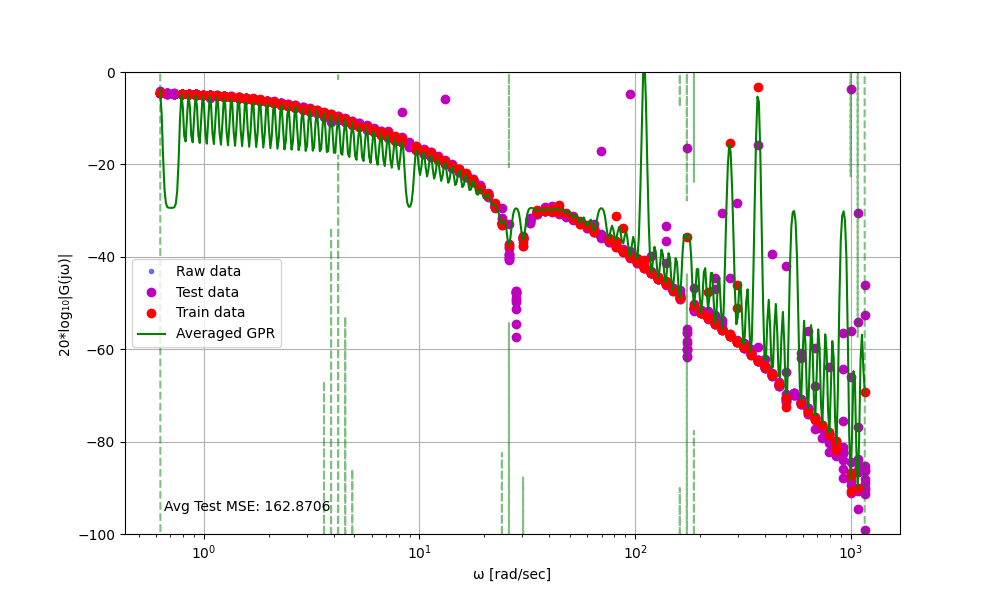 0
−20
−40
−60
−80
−100
20*log₁₀|G(jω)|
Raw data
Test data
Train data
Averaged GPR
Avg Test MSE: 162.8706
10⁰
10¹
10²
10³
ω [rad/sec]